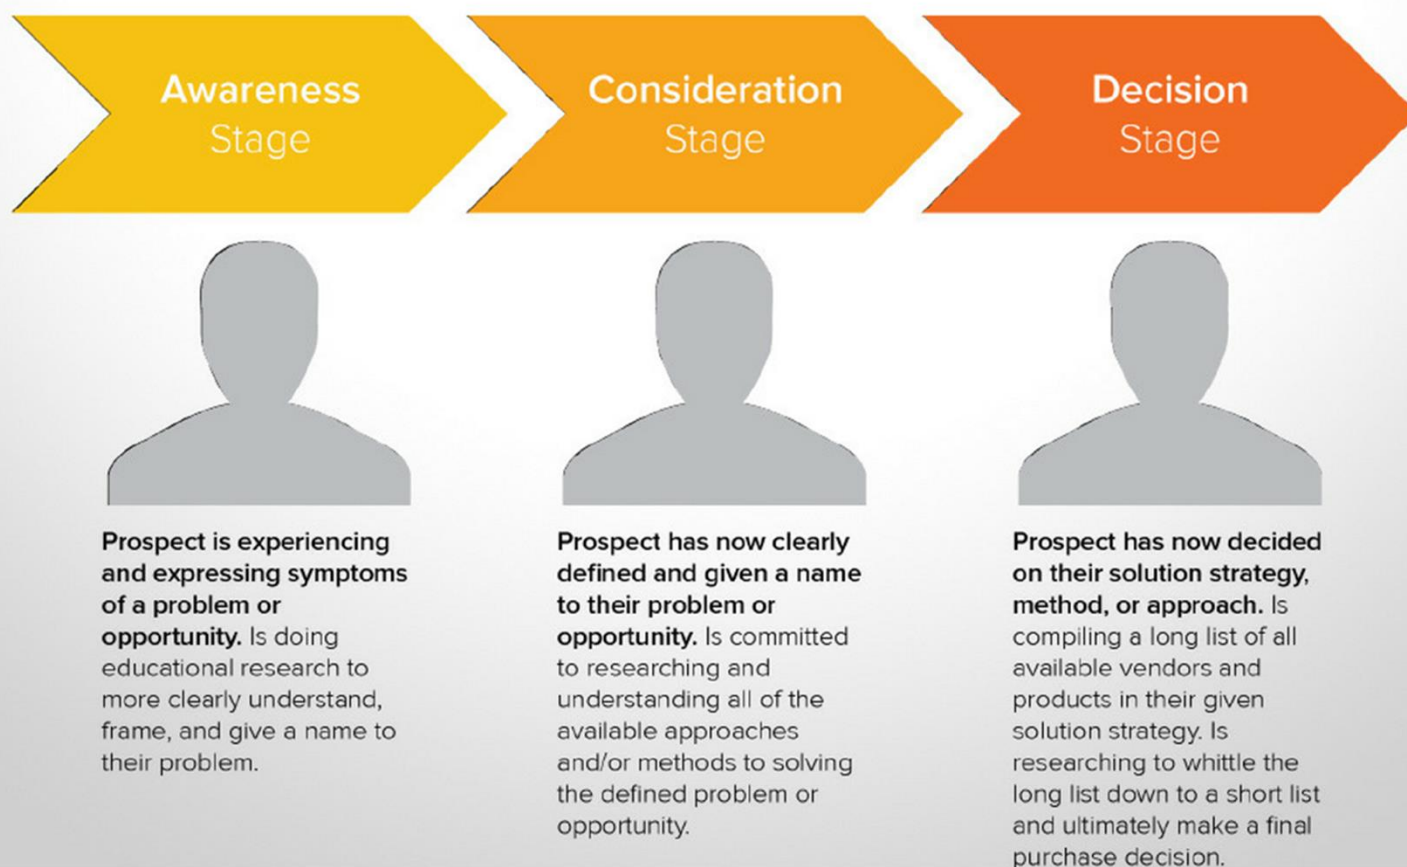 Awareness
Stage
Consideration
Stage
Decision
Stage
Prospect is experiencing
and expressing symptoms
of a problem or
opportunity. Is doing
educational research to
more clearly understand,
frame, and give a name to
their problem.
Prospect has now clearly
defined and given a name
to their problem or
opportunity. Is committed
to researching and
understanding all of the
available approaches
and/or methods to solving
the defined problem or
opportunity.
Prospect has now decided
on their solution strategy,
method, or approach. Is
compiling a long list of all
available vendors and
products in their given
solution strategy. Is
researching to whittle the
long list down to a short list
and ultimately make a final
purchase decision.